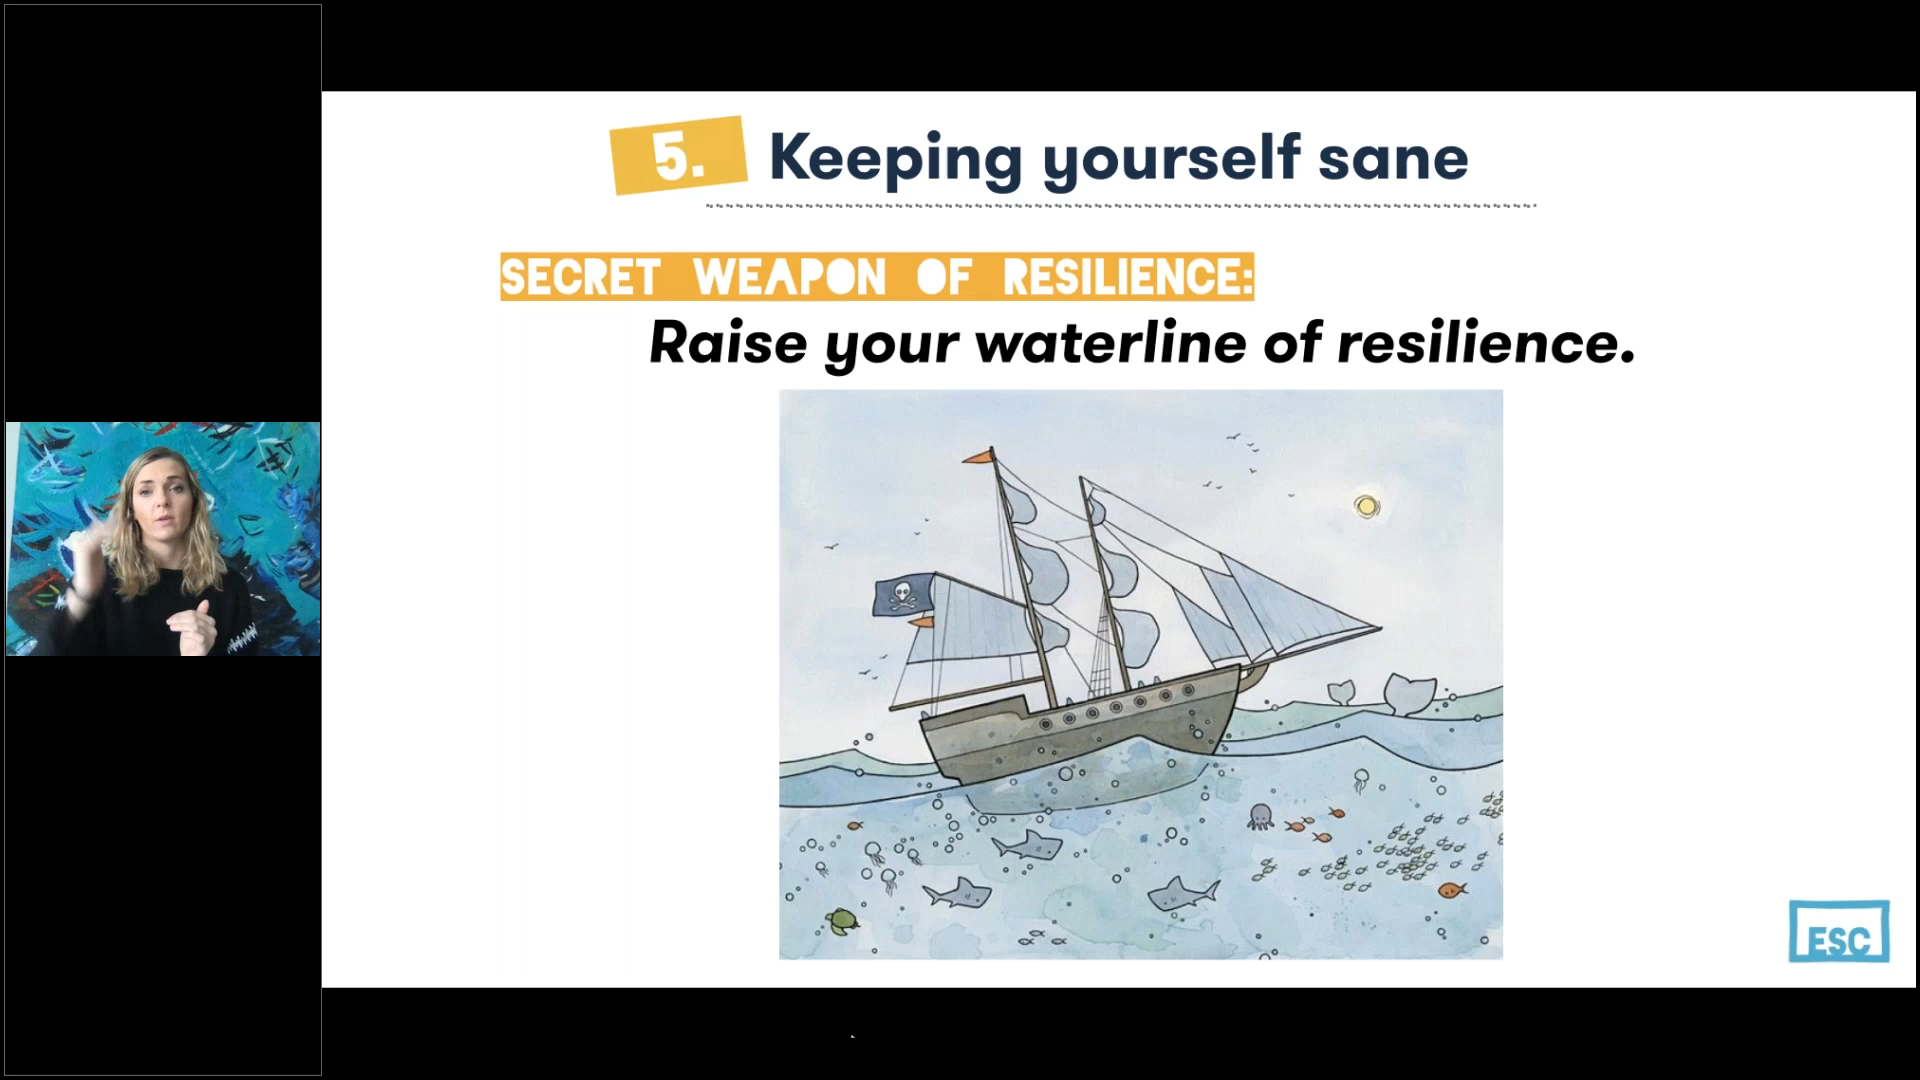 5. Keeping yourself sane
SECRET WEAPON OF RESILIENCE:
Raise your waterline of resilience.
ESC